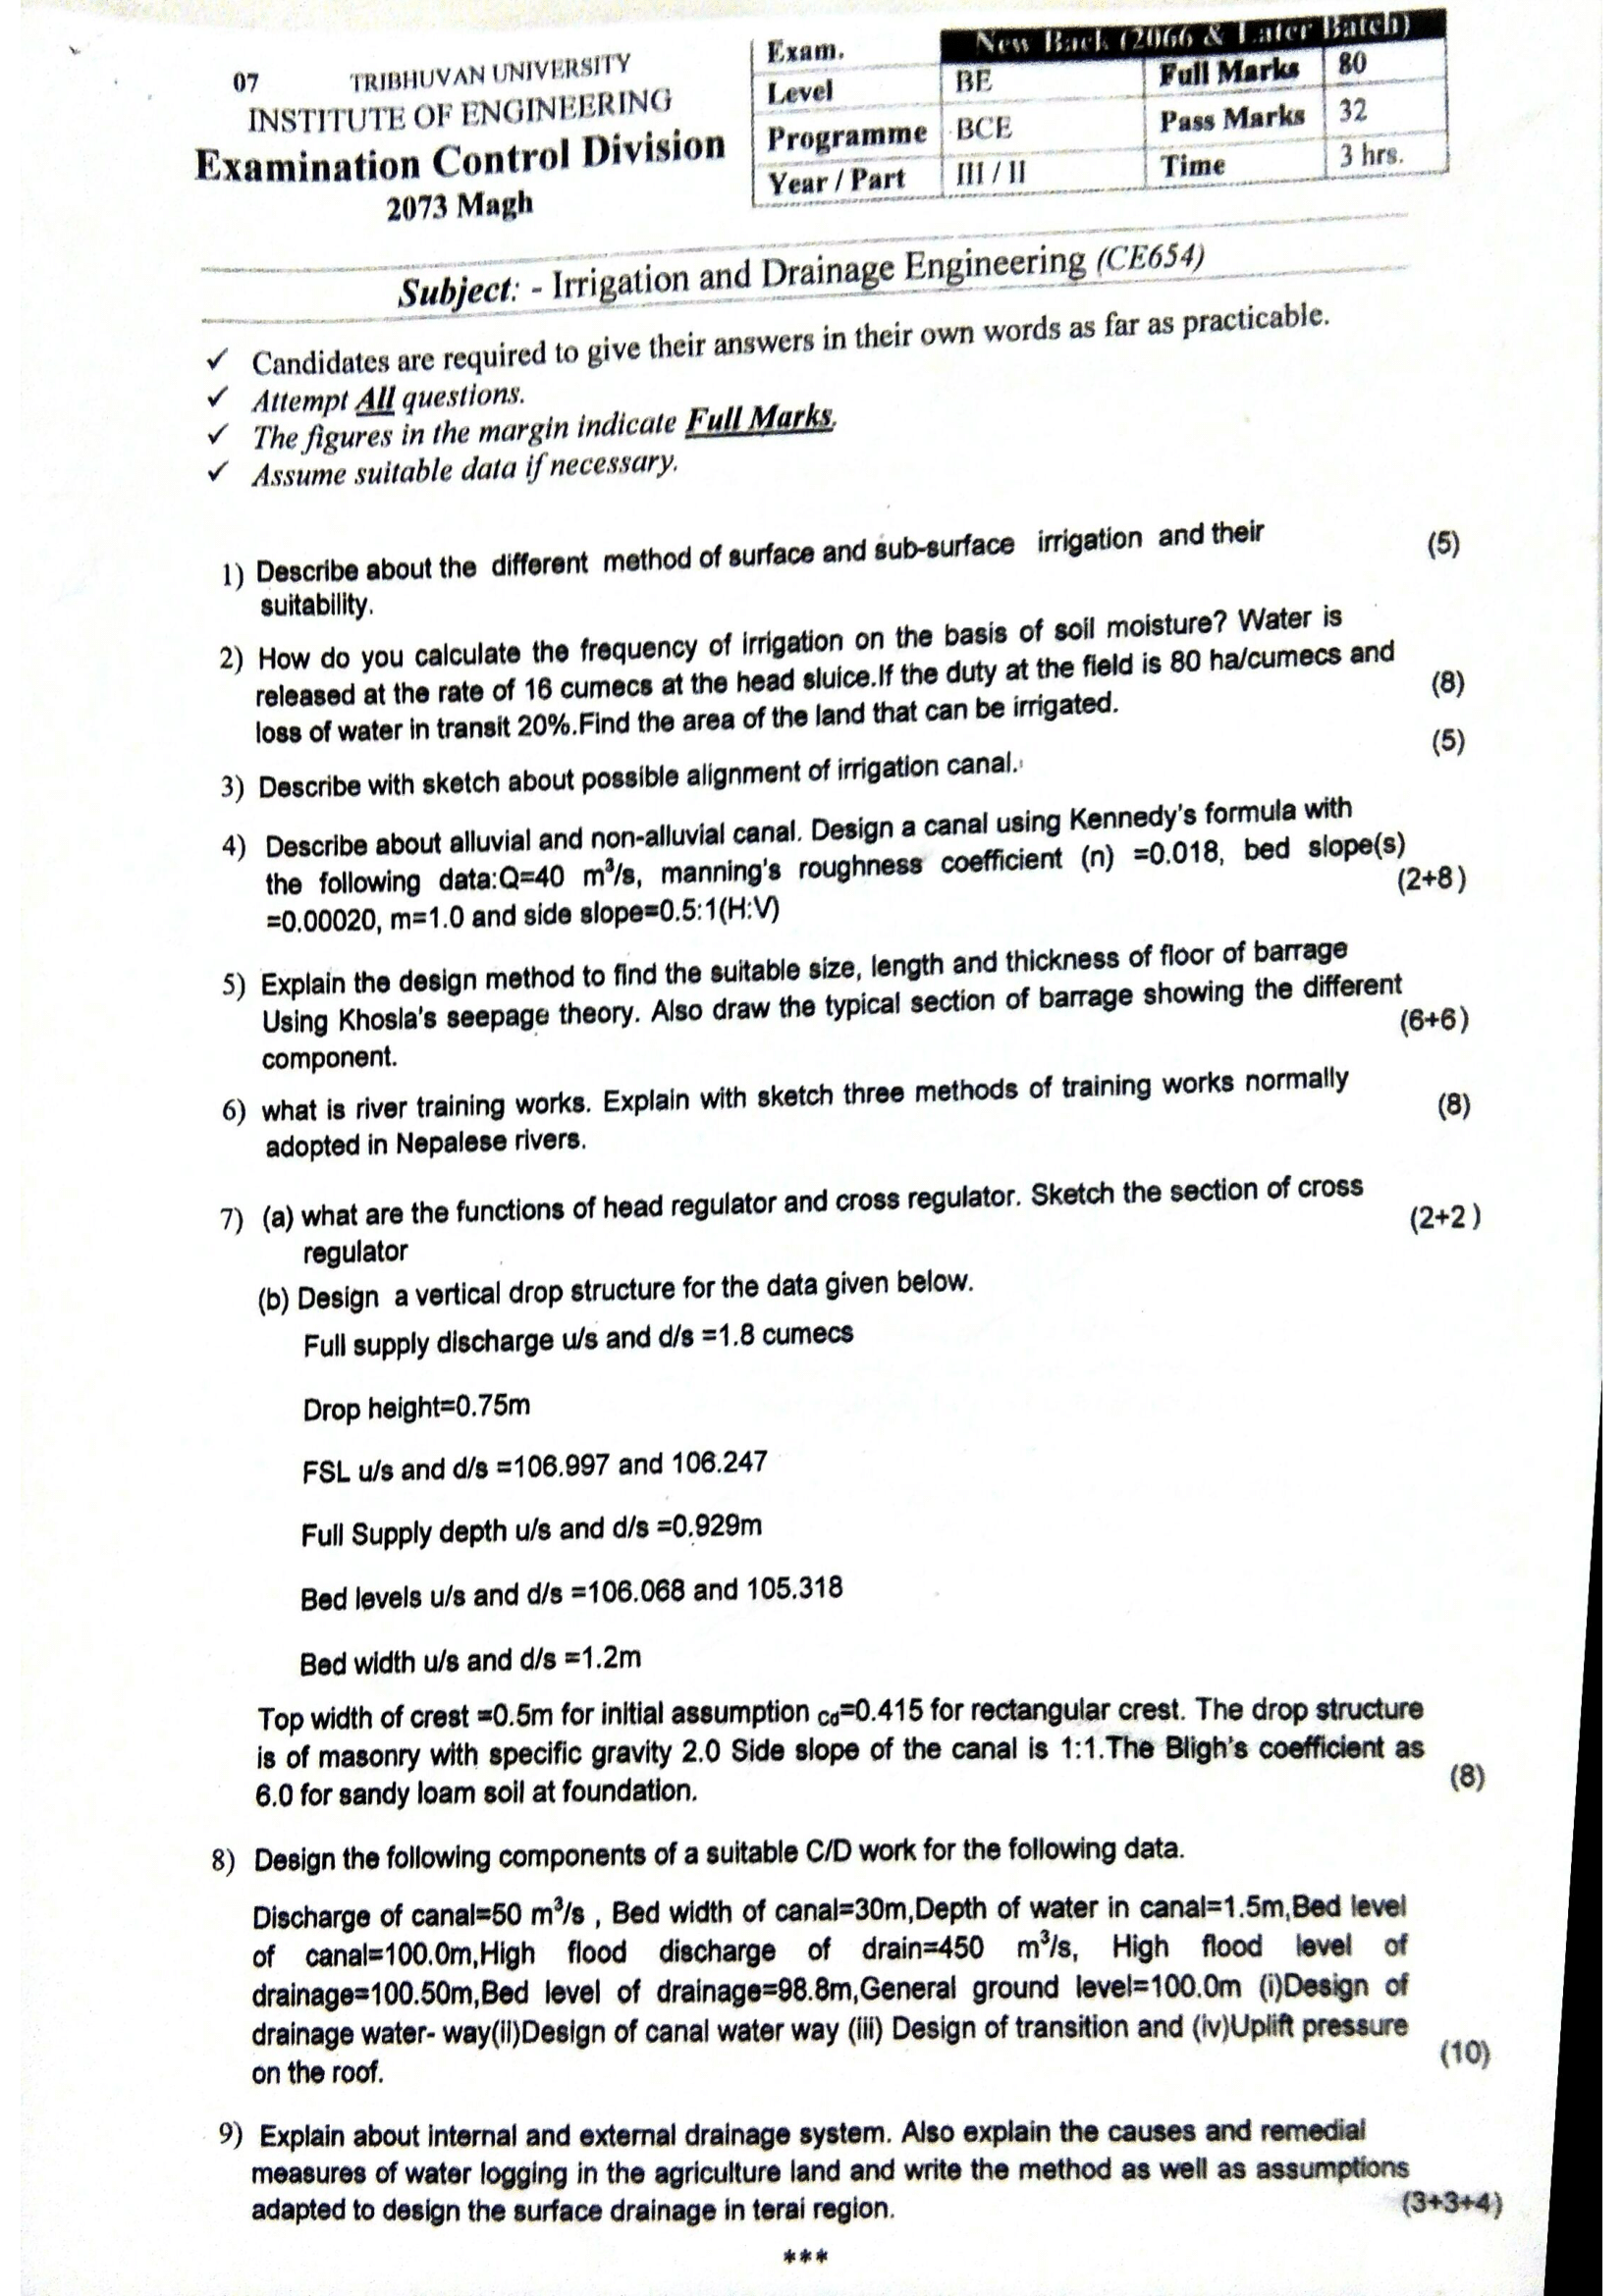 07 TRIBHUVAN UNIVERSITY
INSTITUTE OF ENGINEERING
Examination Control Division
2073 Magh
Exam. New Back (2066 & Later Batch)
Level BE Full Marks 80
Programme BCE Pass Marks 32
Year / Part III / II Time 3 hrs.
Subject: - Irrigation and Drainage Engineering (CE654)
✓ Candidates are required to give their answers in their own words as far as practicable.
✓ Attempt All questions.
✓ The figures in the margin indicate Full Marks.
✓ Assume suitable data if necessary.
1) Describe about the different method of surface and sub-surface irrigation and their (5)
suitability.
2) How do you calculate the frequency of irrigation on the basis of soil moisture? Water is
released at the rate of 16 cumecs at the head sluice.If the duty at the field is 80 ha/cumecs and
loss of water in transit 20%.Find the area of the land that can be irrigated. (8)
3) Describe with sketch about possible alignment of irrigation canal. (5)
4) Describe about alluvial and non-alluvial canal. Design a canal using Kennedy's formula with
the following data:Q=40 m³/s, manning's roughness coefficient (n) =0.018, bed slope(s)
=0.00020, m=1.0 and side slope=0.5:1(H:V) (2+8)
5) Explain the design method to find the suitable size, length and thickness of floor of barrage
Using Khosla's seepage theory. Also draw the typical section of barrage showing the different
component. (6+6)
6) what is river training works. Explain with sketch three methods of training works normally
adopted in Nepalese rivers. (8)
7) (a) what are the functions of head regulator and cross regulator. Sketch the section of cross
regulator (2+2)
(b) Design a vertical drop structure for the data given below.
Full supply discharge u/s and d/s =1.8 cumecs
Drop height=0.75m
FSL u/s and d/s =106.997 and 106.247
Full Supply depth u/s and d/s =0.929m
Bed levels u/s and d/s =106.068 and 105.318
Bed width u/s and d/s =1.2m
Top width of crest =0.5m for initial assumption cd=0.415 for rectangular crest. The drop structure
is of masonry with specific gravity 2.0 Side slope of the canal is 1:1.The Bligh's coefficient as
6.0 for sandy loam soil at foundation. (8)
8) Design the following components of a suitable C/D work for the following data.
Discharge of canal=50 m³/s , Bed width of canal=30m,Depth of water in canal=1.5m,Bed level
of canal=100.0m,High flood discharge of drain=450 m³/s, High flood level of
drainage=100.50m,Bed level of drainage=98.8m,General ground level=100.0m (i)Design of
drainage water- way(ii)Design of canal water way (iii) Design of transition and (iv)Uplift pressure
on the roof. (10)
9) Explain about internal and external drainage system. Also explain the causes and remedial
measures of water logging in the agriculture land and write the method as well as assumptions
adapted to design the surface drainage in terai region. (3+3+4)
***